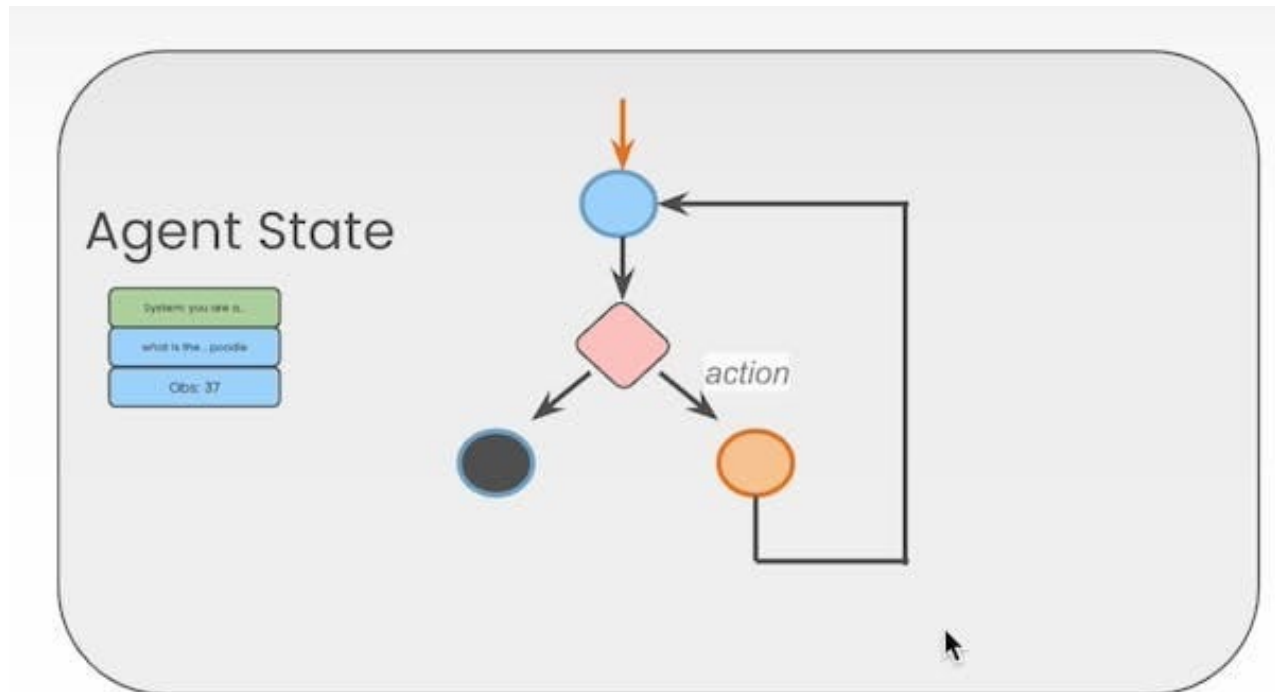 Agent State
System: you are a...
what is the... poodle
Obs: 37
action